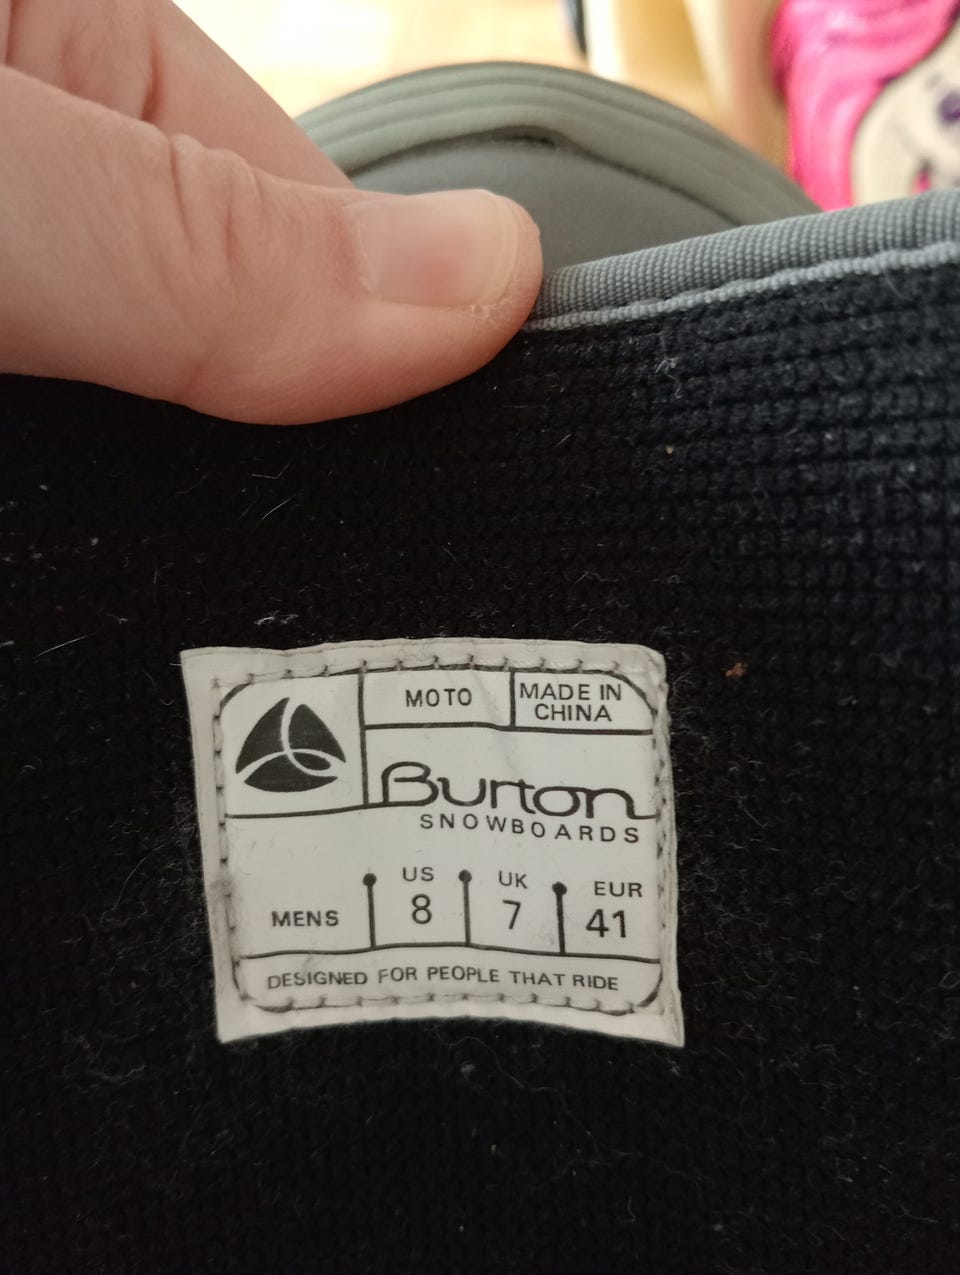 MOTO
MADE IN
CHINA
Burton
SNOWBOARDS
MENS
US
8
UK
7
EUR
41
DESIGNED FOR PEOPLE THAT RIDE